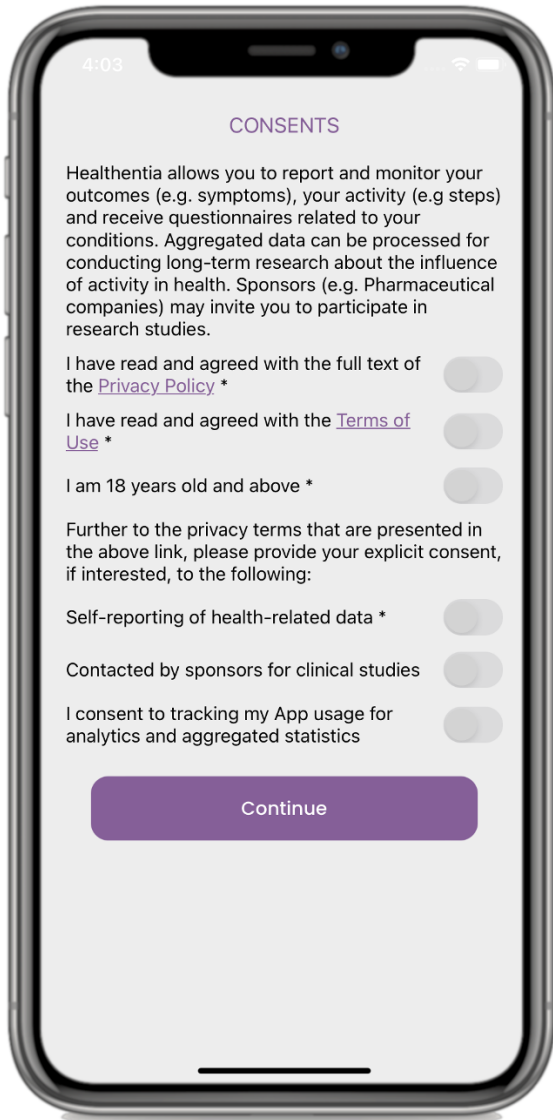 4:03
CONSENTS
Healthentia allows you to report and monitor your
outcomes (e.g. symptoms), your activity (e.g steps)
and receive questionnaires related to your
conditions. Aggregated data can be processed for
conducting long-term research about the influence
of activity in health. Sponsors (e.g. Pharmaceutical
companies) may invite you to participate in
research studies.
I have read and agreed with the full text of
the Privacy Policy *
I have read and agreed with the Terms of
Use *
I am 18 years old and above *
Further to the privacy terms that are presented in
the above link, please provide your explicit consent,
if interested, to the following:
Self-reporting of health-related data *
Contacted by sponsors for clinical studies
I consent to tracking my App usage for
analytics and aggregated statistics
Continue